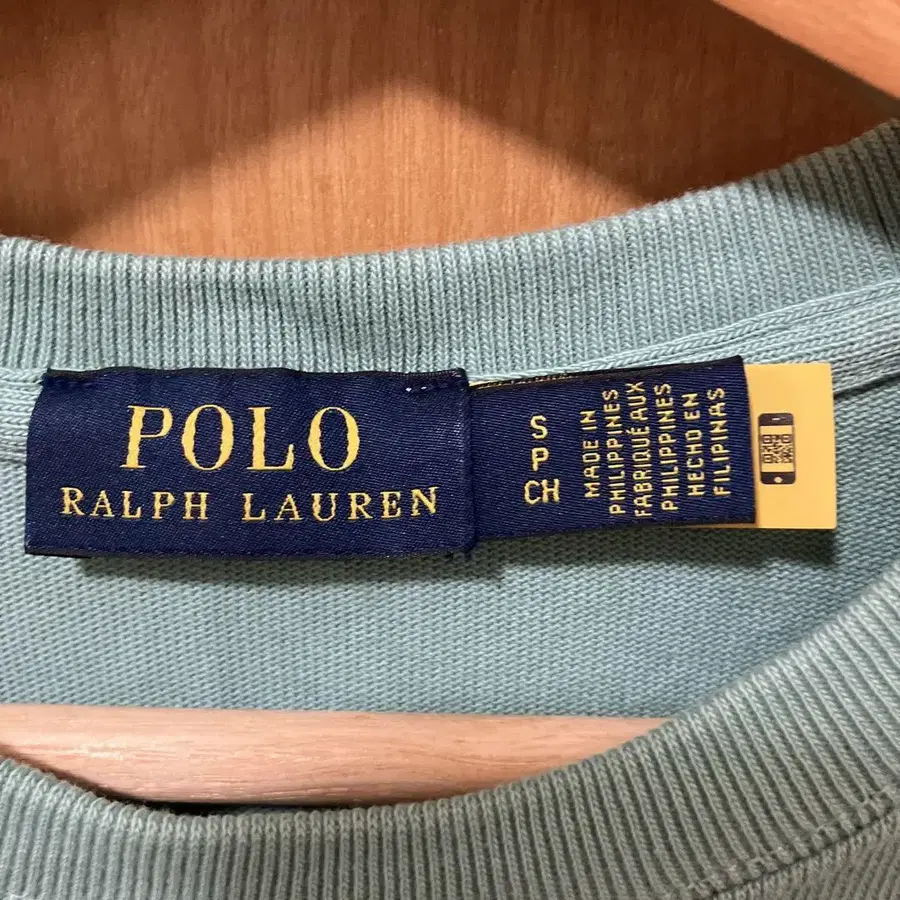 POLO
RALPH LAUREN
S
P
CH
MADE IN
PHILIPPINES
FABRIQUÉ AUX
PHILIPPINES
HECHO EN
FILIPINAS